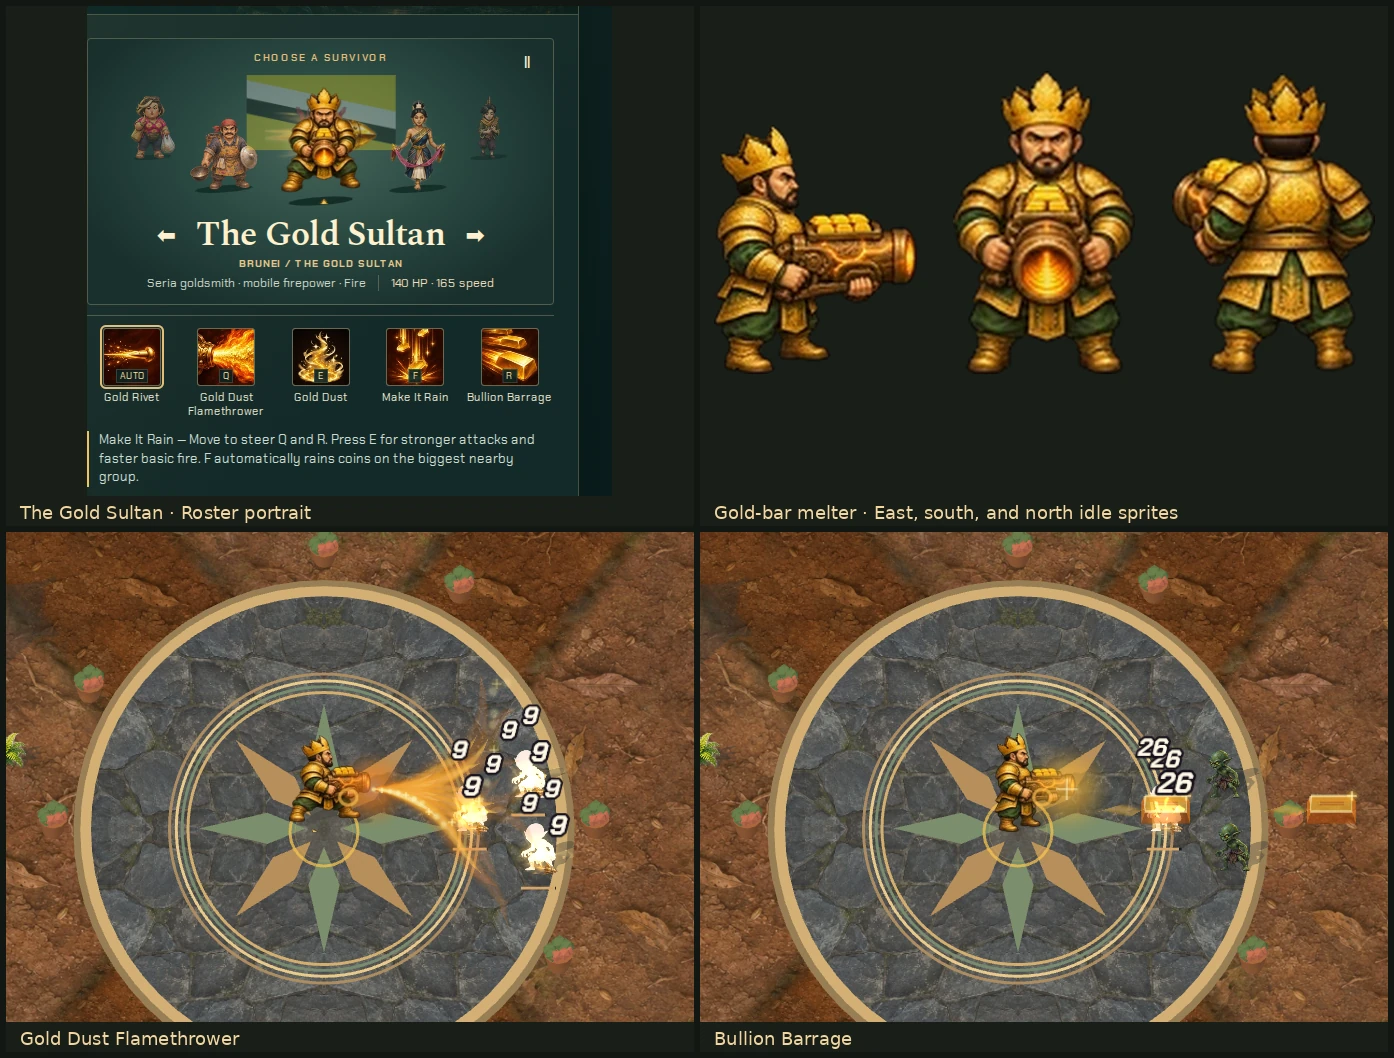 CHOOSE A SURVIVOR
II
The Gold Sultan
BRUNEI / THE GOLD SULTAN
Seria goldsmith · mobile firepower · Fire
140 HP · 165 speed
AUTO
Q
E
F
R
Gold Rivet
Gold Dust
Flamethrower
Gold Dust
Make It Rain
Bullion Barrage
Make It Rain — Move to steer Q and R. Press E for stronger attacks and
faster basic fire. F automatically rains coins on the biggest nearby
group.
The Gold Sultan · Roster portrait
Gold-bar melter · East, south, and north idle sprites
9
9
9
9
9
9
9
9
9
Gold Dust Flamethrower
26
26
26
Bullion Barrage